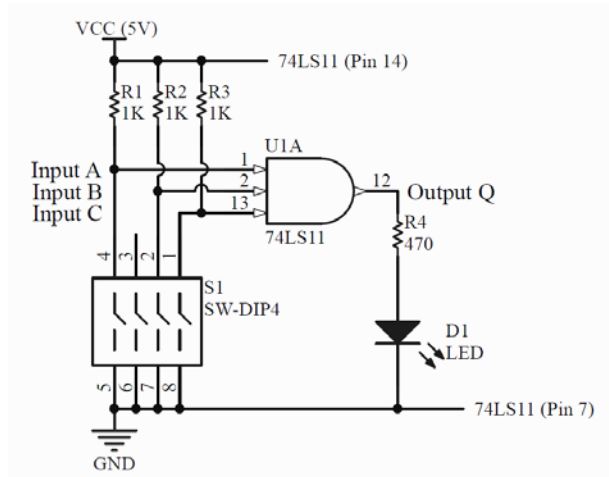 VCC (5V)
74LS11 (Pin 14)
R1 R2 R3
1K 1K 1K
U1A
Input A 1
Input B 2 12 Output Q
Input C 13
74LS11
R4
470
4 3 2 1
S1
SW-DIP4
D1
LED
5 6 7 8
74LS11 (Pin 7)
GND